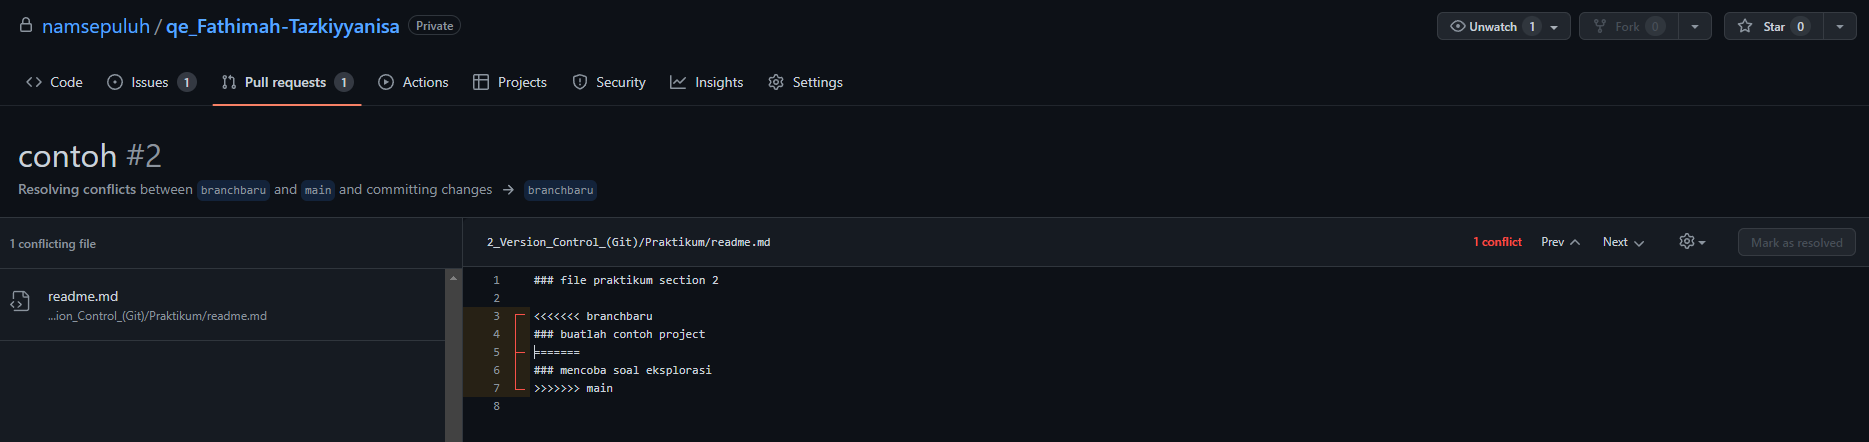 namsepuluh / qe_Fathimah-Tazkiyyanisa Private Unwatch 1 Fork 0 Star 0
Code Issues 1 Pull requests 1 Actions Projects Security Insights Settings
contoh #2
Resolving conflicts between branchbaru and main and committing changes → branchbaru
1 conflicting file
readme.md
...ion_Control_(Git)/Praktikum/readme.md
2_Version_Control_(Git)/Praktikum/readme.md 1 conflict Prev Next Mark as resolved
1 ### file praktikum section 2
2
3 <<<<<<< branchbaru
4 ### buatlah contoh project
5 =======
6 ### mencoba soal eksplorasi
7 >>>>>>> main
8